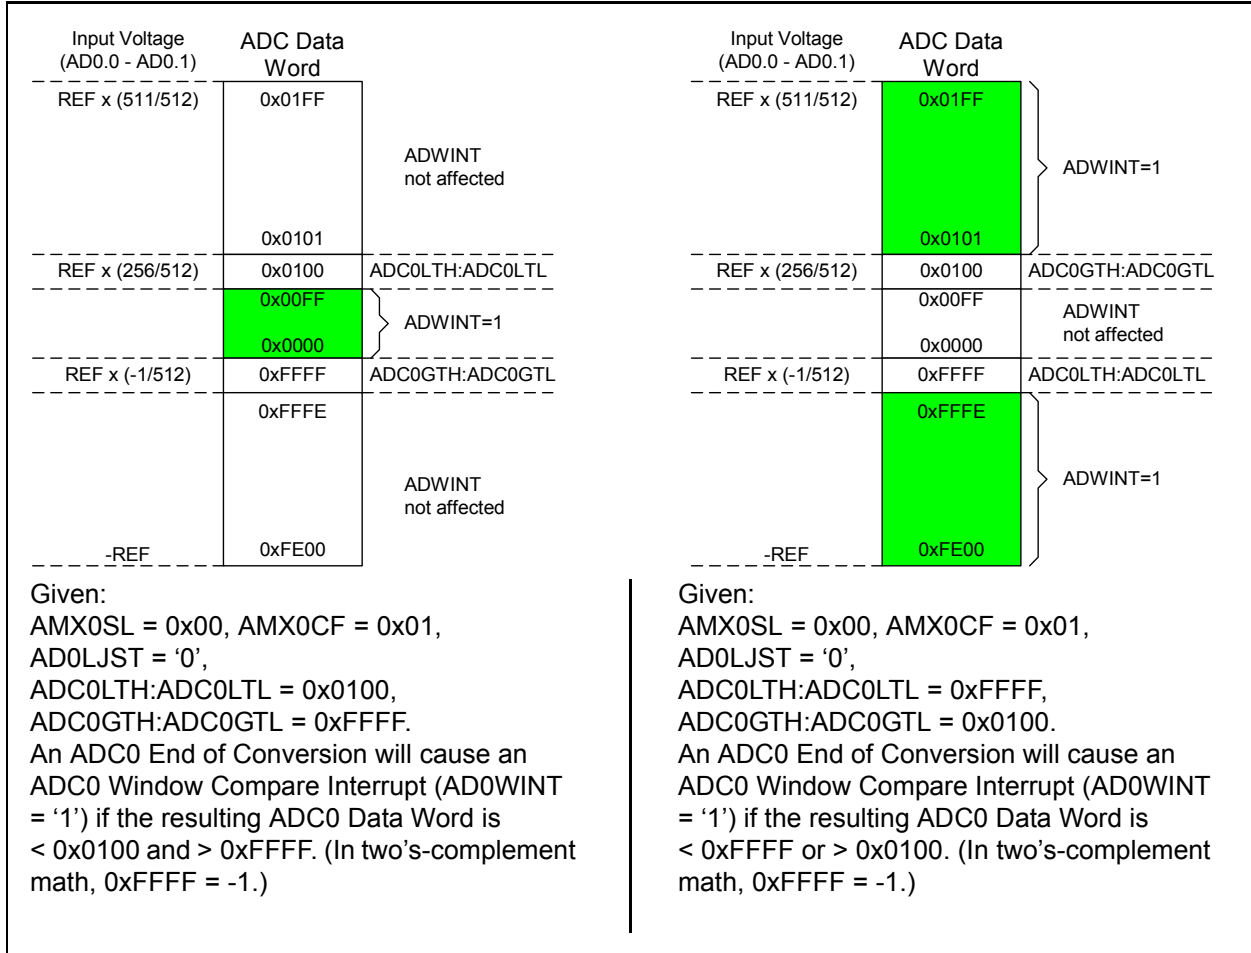 Input Voltage
(AD0.0 - AD0.1)
ADC Data
Word
REF x (511/512)
0x01FF
ADWINT
not affected
0x0101
REF x (256/512)
0x0100
ADC0LTH:ADC0LTL
0x00FF
ADWINT=1
0x0000
REF x (-1/512)
0xFFFF
ADC0GTH:ADC0GTL
0xFFFE
ADWINT
not affected
-REF
0xFE00
Given:
AMX0SL = 0x00, AMX0CF = 0x01,
AD0LJST = ‘0’,
ADC0LTH:ADC0LTL = 0x0100,
ADC0GTH:ADC0GTL = 0xFFFF.
An ADC0 End of Conversion will cause an
ADC0 Window Compare Interrupt (AD0WINT
= ‘1’) if the resulting ADC0 Data Word is
< 0x0100 and > 0xFFFF. (In two’s-complement
math, 0xFFFF = -1.)
Input Voltage
(AD0.0 - AD0.1)
ADC Data
Word
REF x (511/512)
0x01FF
ADWINT=1
0x0101
REF x (256/512)
0x0100
ADC0GTH:ADC0GTL
0x00FF
ADWINT
not affected
0x0000
REF x (-1/512)
0xFFFF
ADC0LTH:ADC0LTL
0xFFFE
ADWINT=1
-REF
0xFE00
Given:
AMX0SL = 0x00, AMX0CF = 0x01,
AD0LJST = ‘0’,
ADC0LTH:ADC0LTL = 0xFFFF,
ADC0GTH:ADC0GTL = 0x0100.
An ADC0 End of Conversion will cause an
ADC0 Window Compare Interrupt (AD0WINT
= ‘1’) if the resulting ADC0 Data Word is
< 0xFFFF or > 0x0100. (In two’s-complement
math, 0xFFFF = -1.)